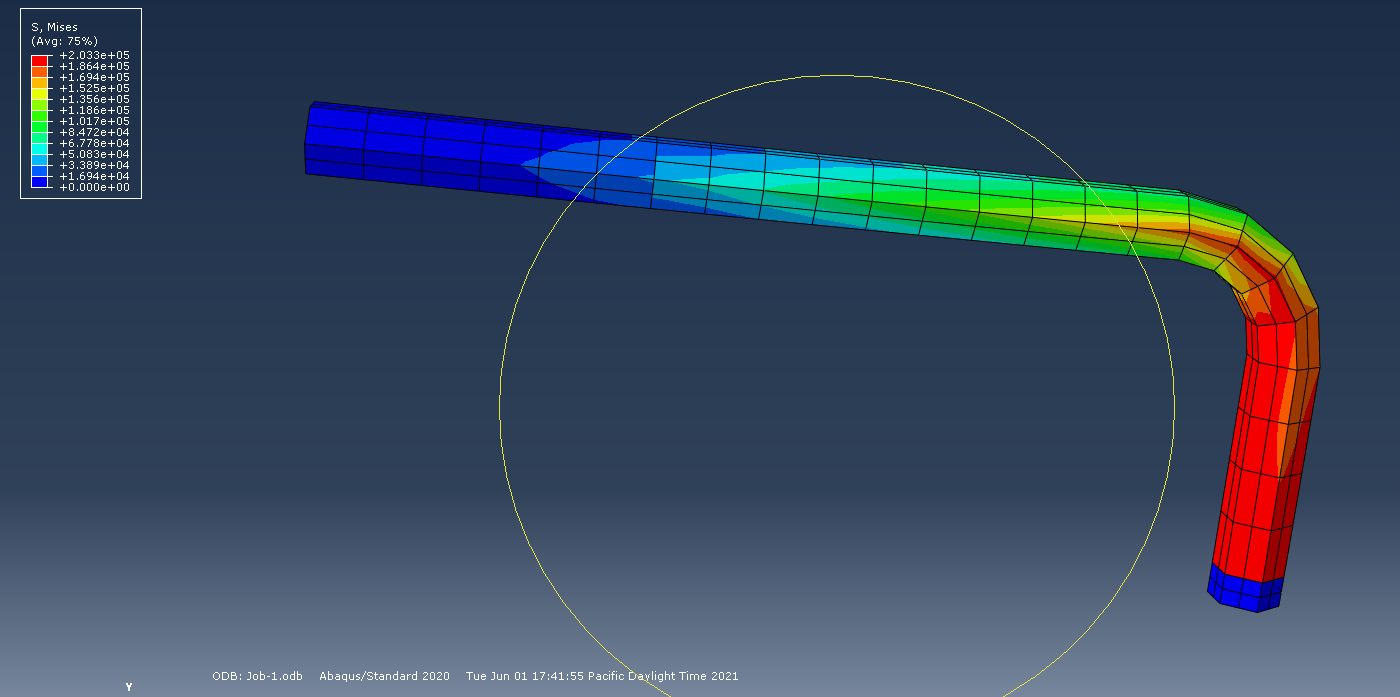 S, Mises
(Avg: 75%)
+2.033e+05
+1.864e+05
+1.694e+05
+1.525e+05
+1.356e+05
+1.186e+05
+1.017e+05
+8.472e+04
+6.778e+04
+5.083e+04
+3.389e+04
+1.694e+04
+0.000e+00
ODB: Job-1.odb Abaqus/Standard 2020 Tue Jun 01 17:41:55 Pacific Daylight Time 2021
Y